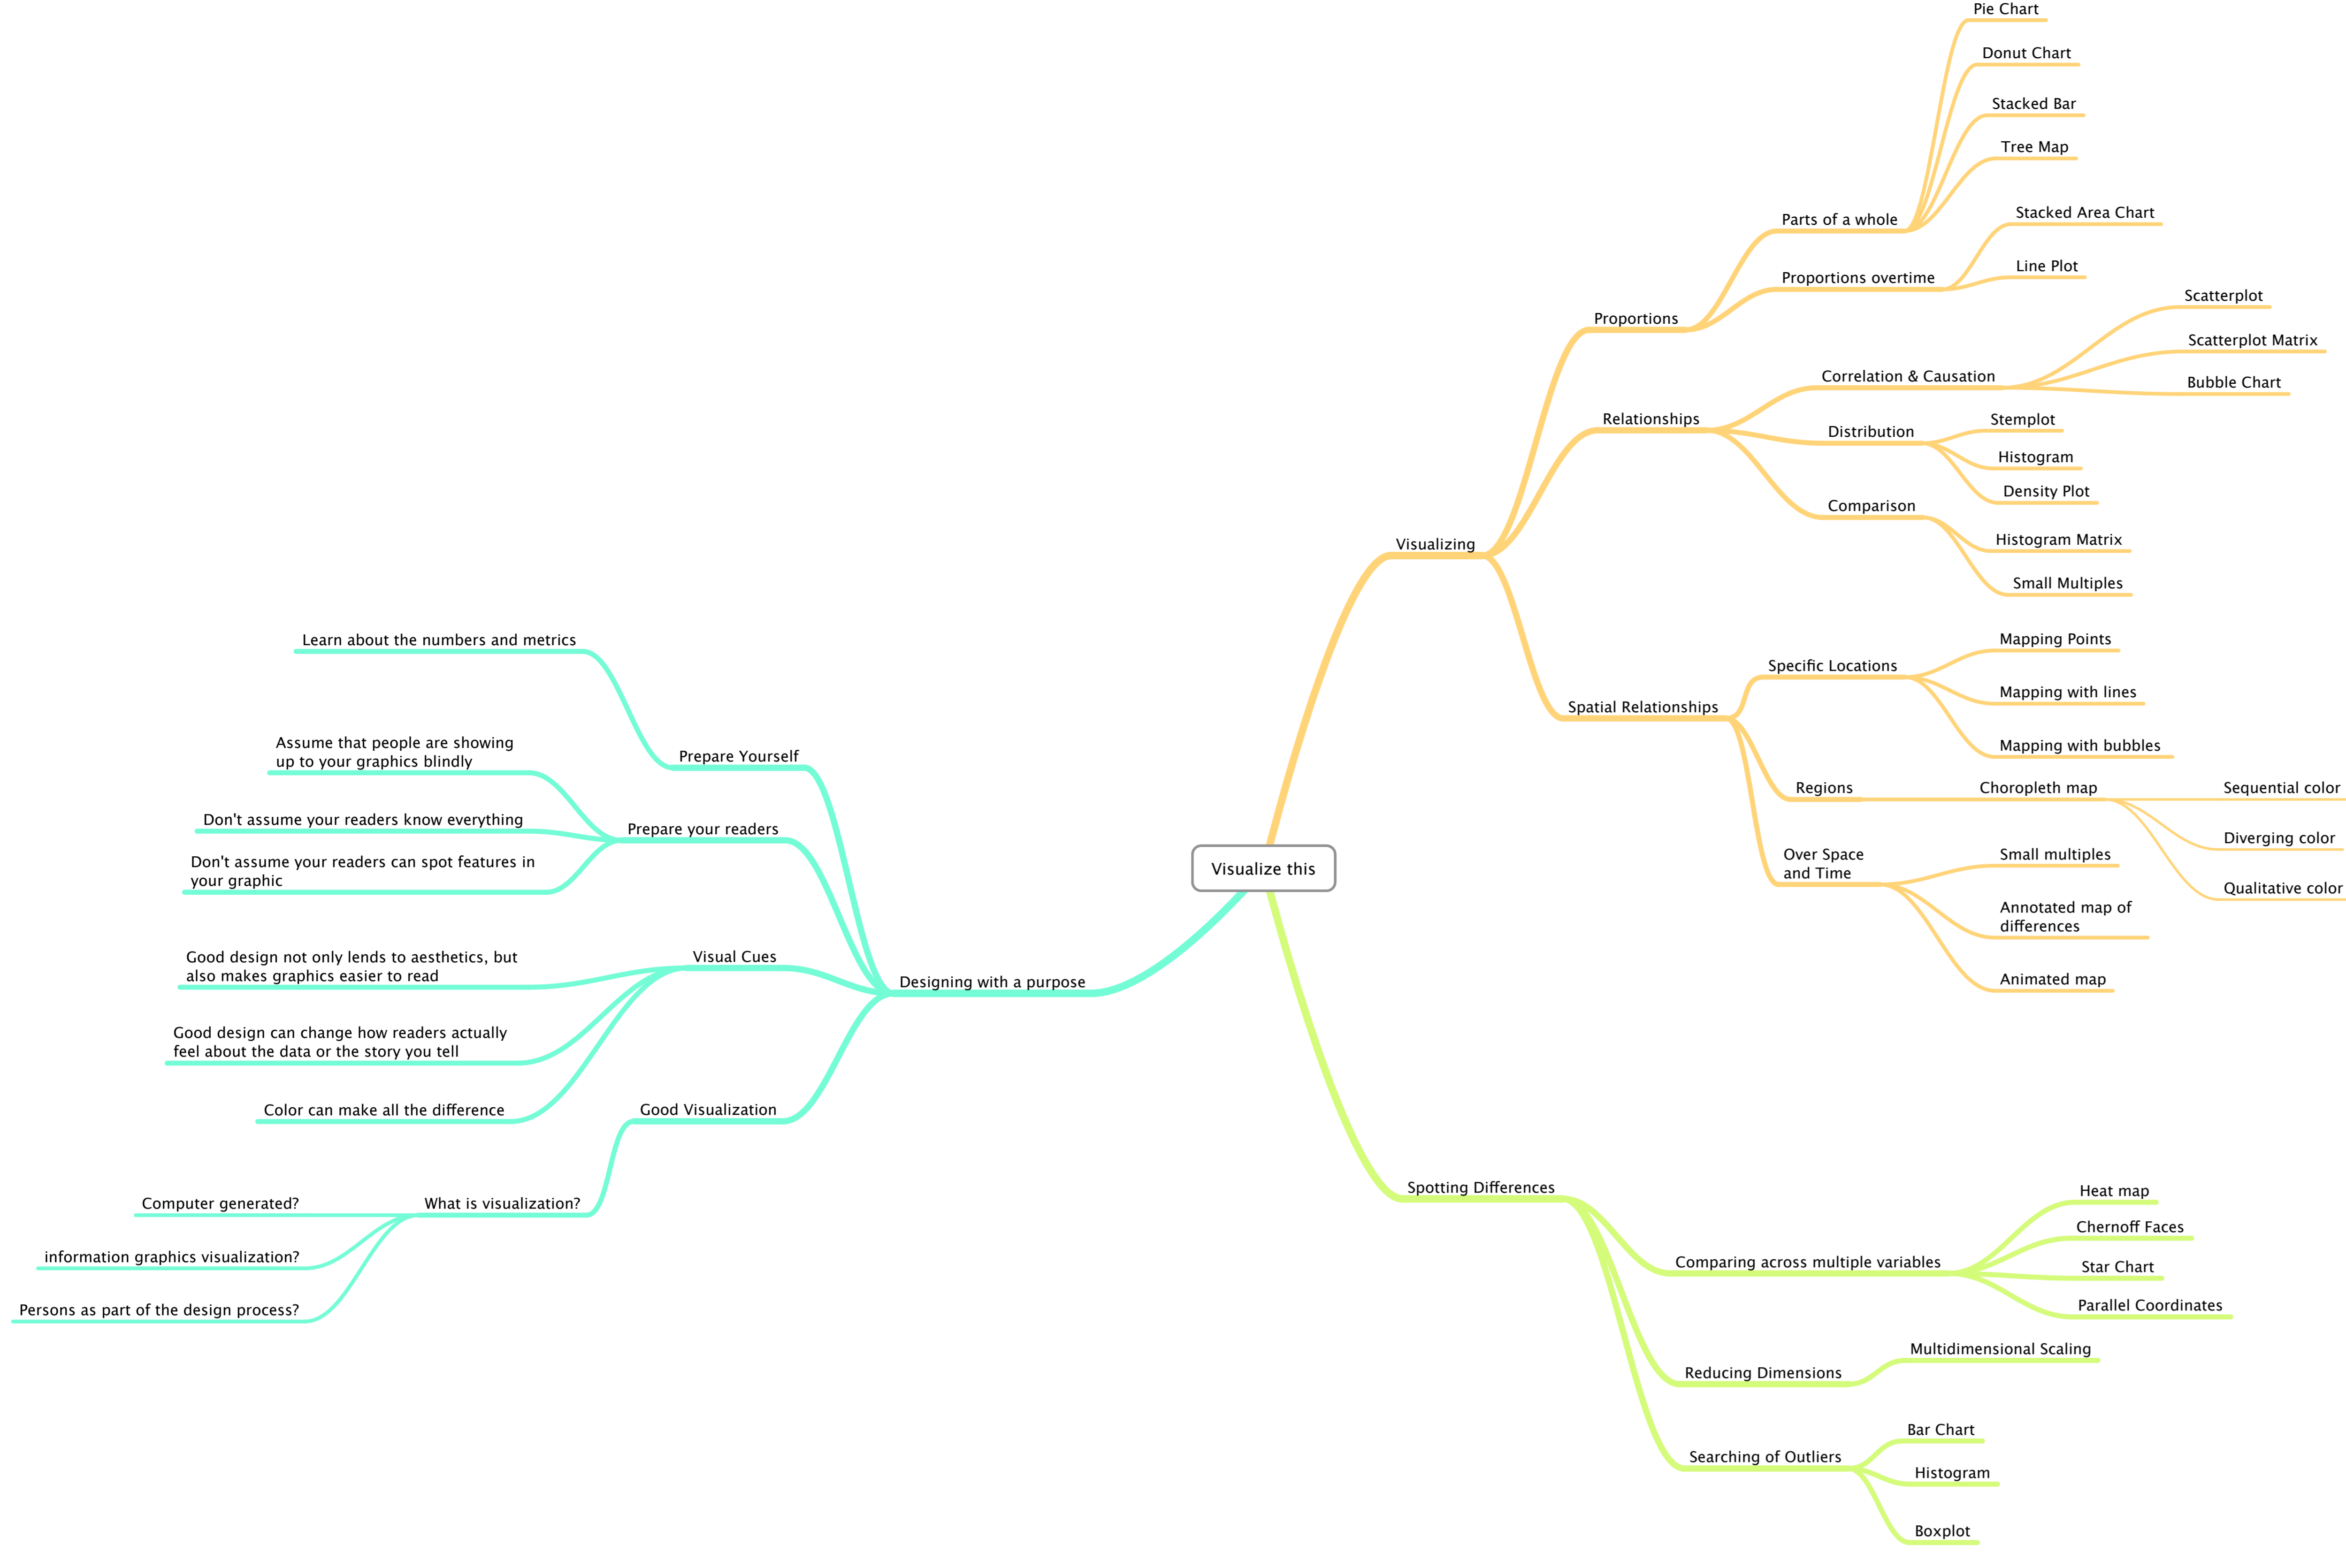 Visualize this
Visualizing
Proportions
Parts of a whole
Pie Chart
Donut Chart
Stacked Bar
Tree Map
Proportions overtime
Stacked Area Chart
Line Plot
Relationships
Correlation & Causation
Scatterplot
Scatterplot Matrix
Bubble Chart
Distribution
Stemplot
Histogram
Density Plot
Comparison
Histogram Matrix
Small Multiples
Spatial Relationships
Specific Locations
Mapping Points
Mapping with lines
Mapping with bubbles
Regions
Choropleth map
Sequential color
Diverging color
Qualitative color
Over Space
and Time
Small multiples
Annotated map of
differences
Animated map
Spotting Differences
Comparing across multiple variables
Heat map
Chernoff Faces
Star Chart
Parallel Coordinates
Reducing Dimensions
Multidimensional Scaling
Searching of Outliers
Bar Chart
Histogram
Boxplot
Designing with a purpose
Prepare Yourself
Learn about the numbers and metrics
Prepare your readers
Assume that people are showing
up to your graphics blindly
Don't assume your readers know everything
Don't assume your readers can spot features in
your graphic
Visual Cues
Good design not only lends to aesthetics, but
also makes graphics easier to read
Good design can change how readers actually
feel about the data or the story you tell
Color can make all the difference
Good Visualization
What is visualization?
Computer generated?
information graphics visualization?
Persons as part of the design process?